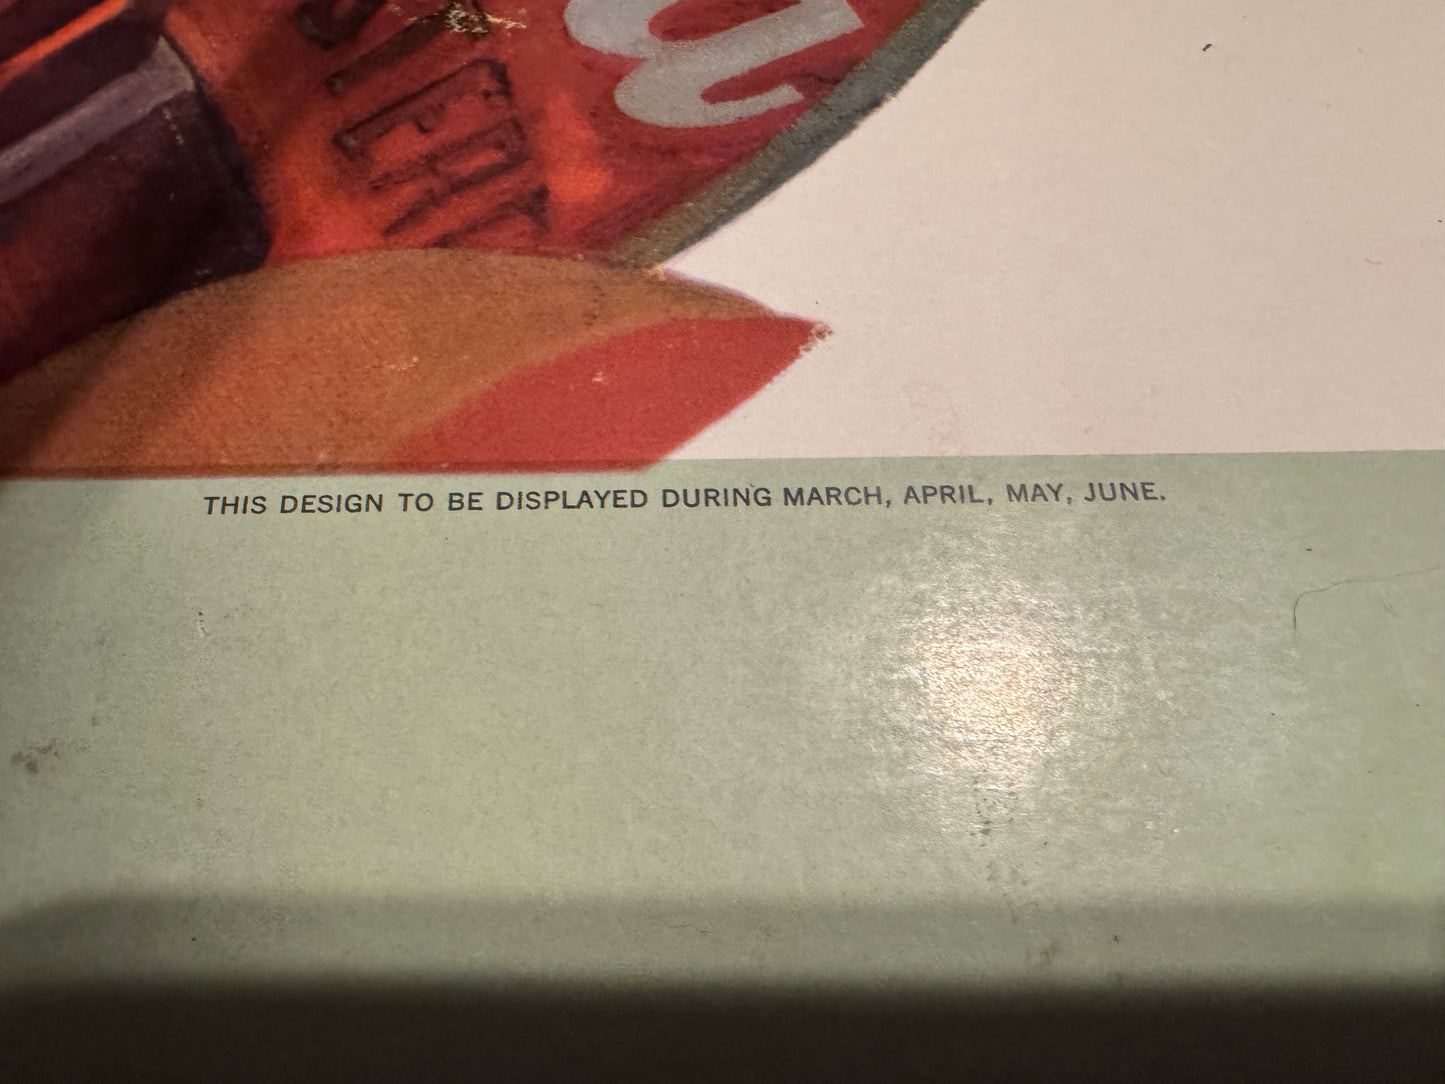 THIS DESIGN TO BE DISPLAYED DURING MARCH, APRIL, MAY, JUNE.